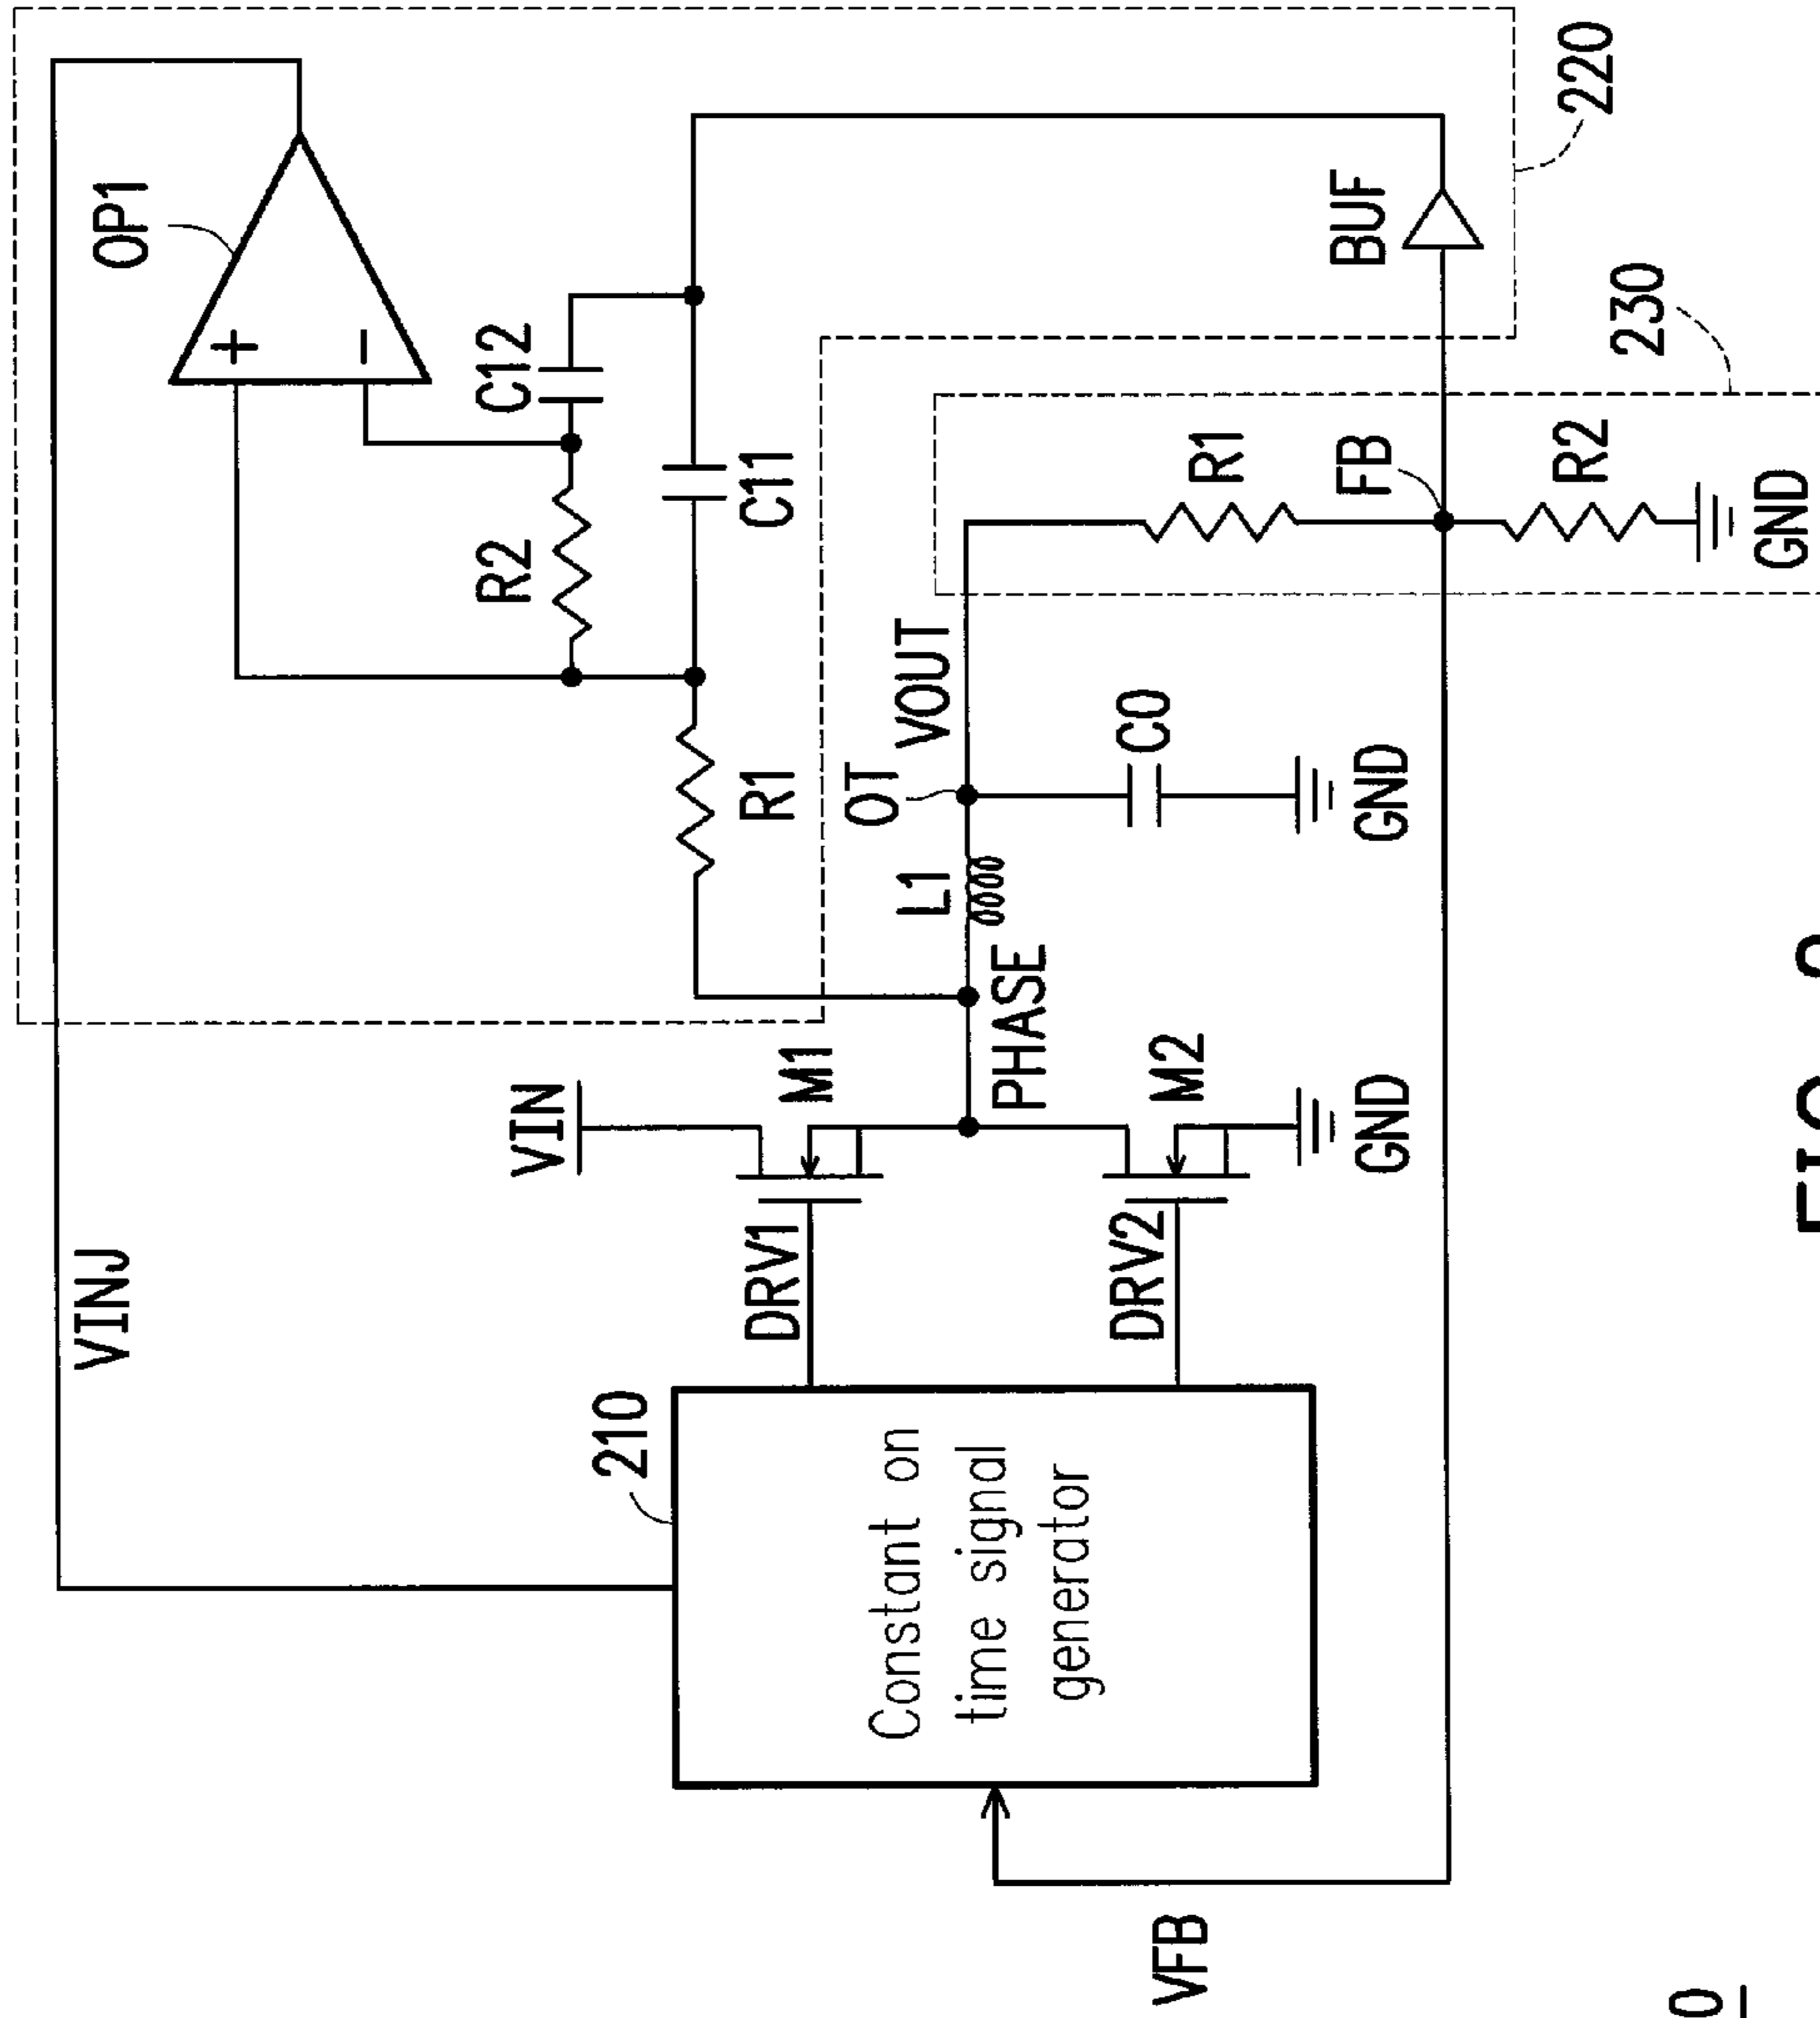 VINJ
OP1
+
−
R2
C12
R1
C11
220
210
Constant on
time signal
generator
VIN
DRV1
M1
PHASE
L1
OT
VOUT
C0
GND
DRV2
M2
GND
R1
FB
R2
GND
230
BUF
VFB